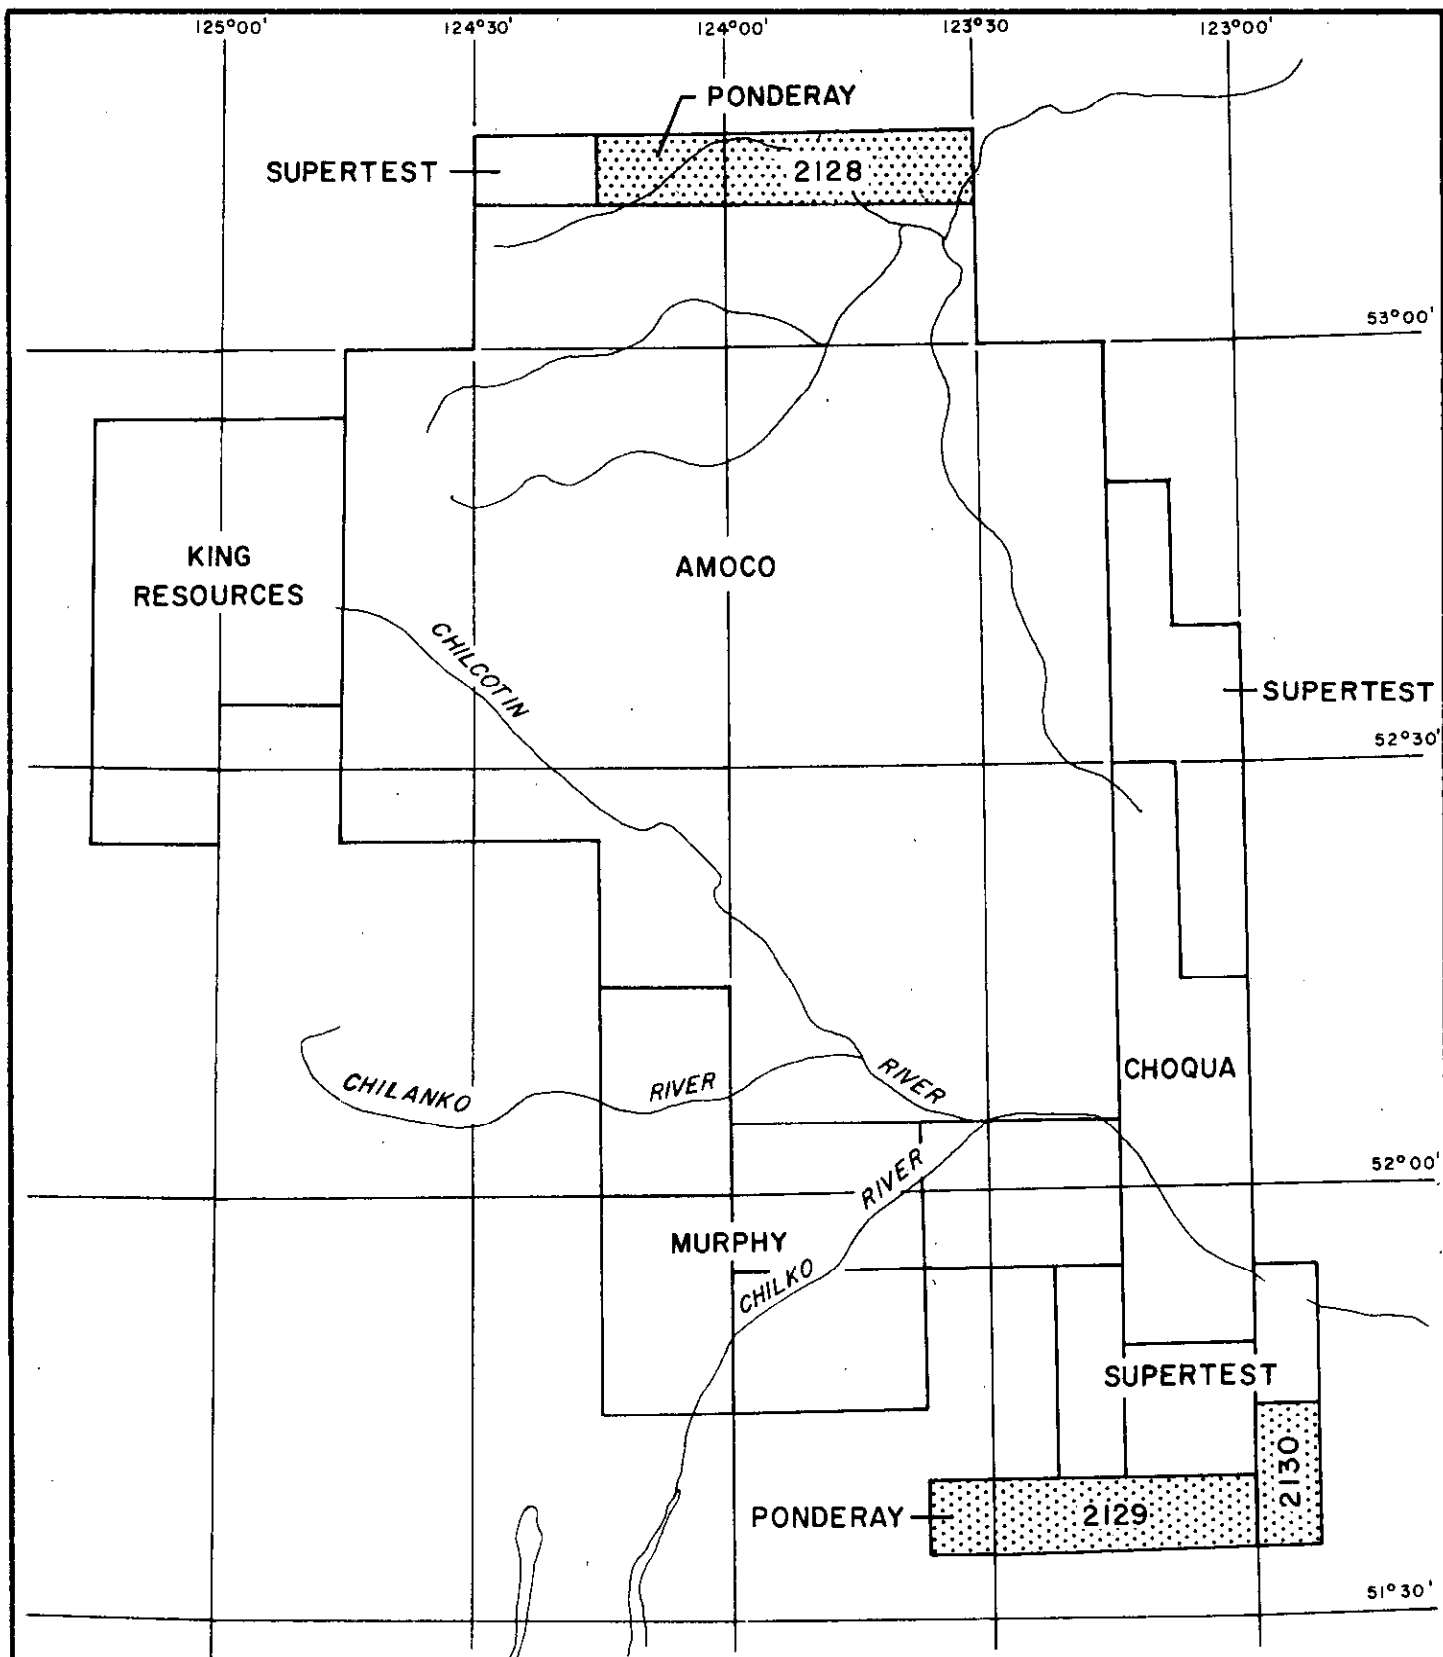 125°00' 124°30' 124°00' 123°30' 123°00'
PONDERAY
SUPERTEST
2128
53°00'
KING
RESOURCES
AMOCO
CHILCOTIN
SUPERTEST
52°30'
CHOQUA
CHILANKO RIVER
RIVER
52°00'
RIVER
MURPHY
CHILKO
SUPERTEST
2130
PONDERAY
2129
51°30'